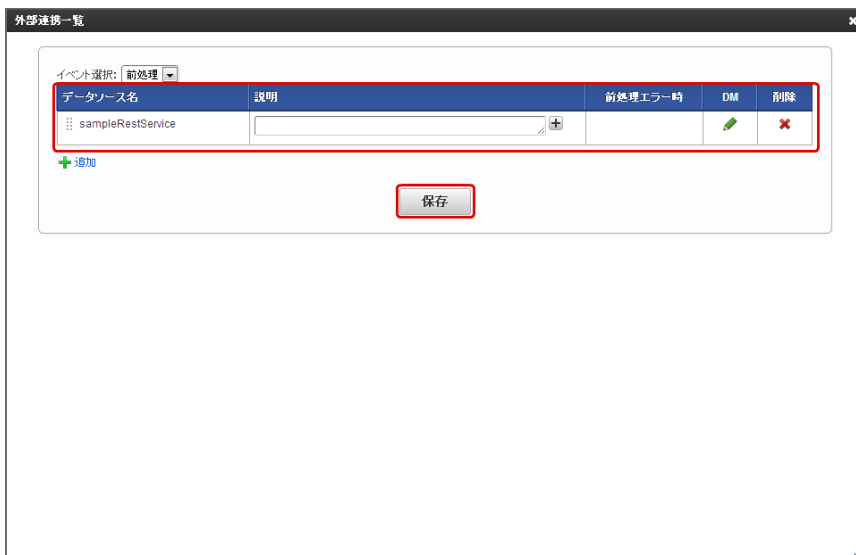 外部連携一覧
イベント選択: 前処理
データソース名 説明 前処理エラー時 DM 削除
sampleRestService
追加
保存